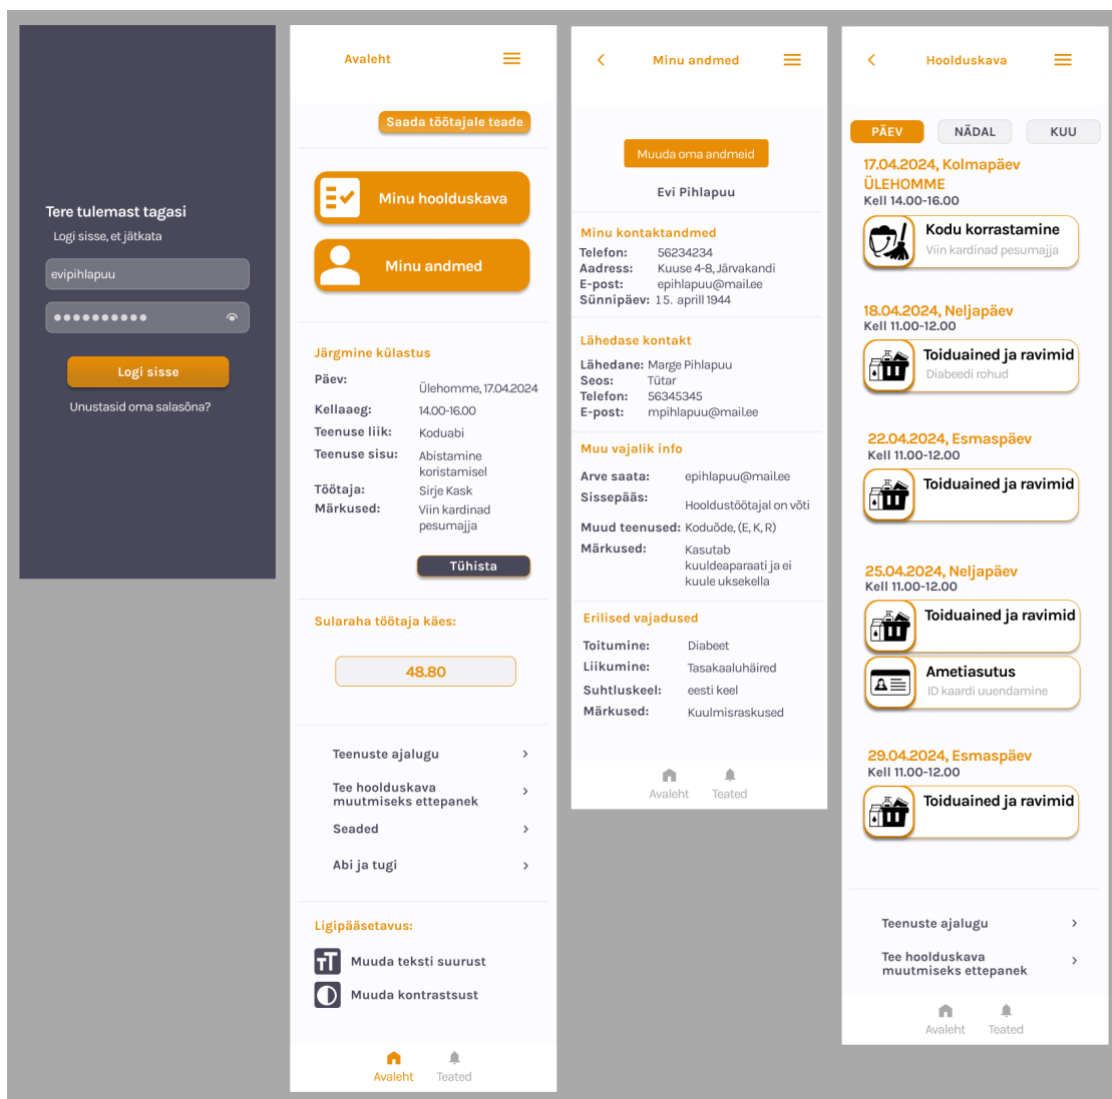 Tere tulemast tagasi
Logi sisse, et jätkata
evipihlapuu
Logi sisse
Unustasid oma salasõna?
Avaleht
Saada töötajale teade
Minu hoolduskava
Minu andmed
Järgmine külastus
Päev: Ülehomme, 17.04.2024
Kellaaeg: 14.00-16.00
Teenuse liik: Koduabi
Teenuse sisu: Abistamine
koristamisel
Töötaja: Sirje Kask
Märkused: Viin kardinad
pesumajja
Tühista
Sularaha töötaja käes:
48.80
Teenuste ajalugu
Tee hoolduskava
muutmiseks ettepanek
Seaded
Abi ja tugi
Ligipääsetavus:
Muuda teksti suurust
Muuda kontrastsust
Avaleht Teated
Minu andmed
Muuda oma andmeid
Evi Pihlapuu
Minu kontaktandmed
Telefon: 56234234
Aadress: Kuuse 4-8, Järvakandi
E-post: epihlapuu@mail.ee
Sünnipäev: 15. aprill 1944
Lähedase kontakt
Lähedane: Marge Pihlapuu
Seos: Tütar
Telefon: 56345345
E-post: mpihlapuu@mail.ee
Muu vajalik info
Arve saata: epihlapuu@mail.ee
Sissepääs: Hooldustöötajal on võti
Muud teenused: Koduõde, (E, K, R)
Märkused: Kasutab
kuuldeaparaati ja ei
kuule uksekella
Erilised vajadused
Toitumine: Diabeet
Liikumine: Tasakaaluhäired
Suhtluskeel: eesti keel
Märkused: Kuulmisraskused
Avaleht Teated
Hoolduskava
PÄEV NÄDAL KUU
17.04.2024, Kolmapäev
ÜLEHOMME
Kell 14.00-16.00
Kodu korrastamine
Viin kardinad pesumajja
18.04.2024, Neljapäev
Kell 11.00-12.00
Toiduained ja ravimid
Diabeedi rohud
22.04.2024, Esmaspäev
Kell 11.00-12.00
Toiduained ja ravimid
25.04.2024, Neljapäev
Kell 11.00-12.00
Toiduained ja ravimid
Ametiasutus
ID kaardi uuendamine
29.04.2024, Esmaspäev
Kell 11.00-12.00
Toiduained ja ravimid
Teenuste ajalugu
Tee hoolduskava
muutmiseks ettepanek
Avaleht Teated